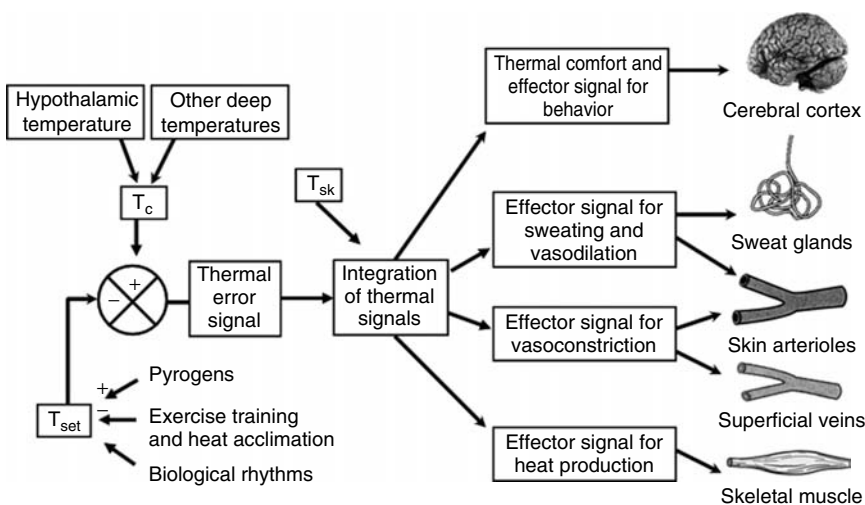 Hypothalamic
temperature
Other deep
temperatures
T_c
T_sk
+
−
Thermal
error
signal
Integration
of thermal
signals
T_set
+
−
Pyrogens
Exercise training
and heat acclimation
Biological rhythms
Thermal comfort and
effector signal for
behavior
Cerebral cortex
Effector signal for
sweating and
vasodilation
Sweat glands
Effector signal for
vasoconstriction
Skin arterioles
Superficial veins
Effector signal for
heat production
Skeletal muscle